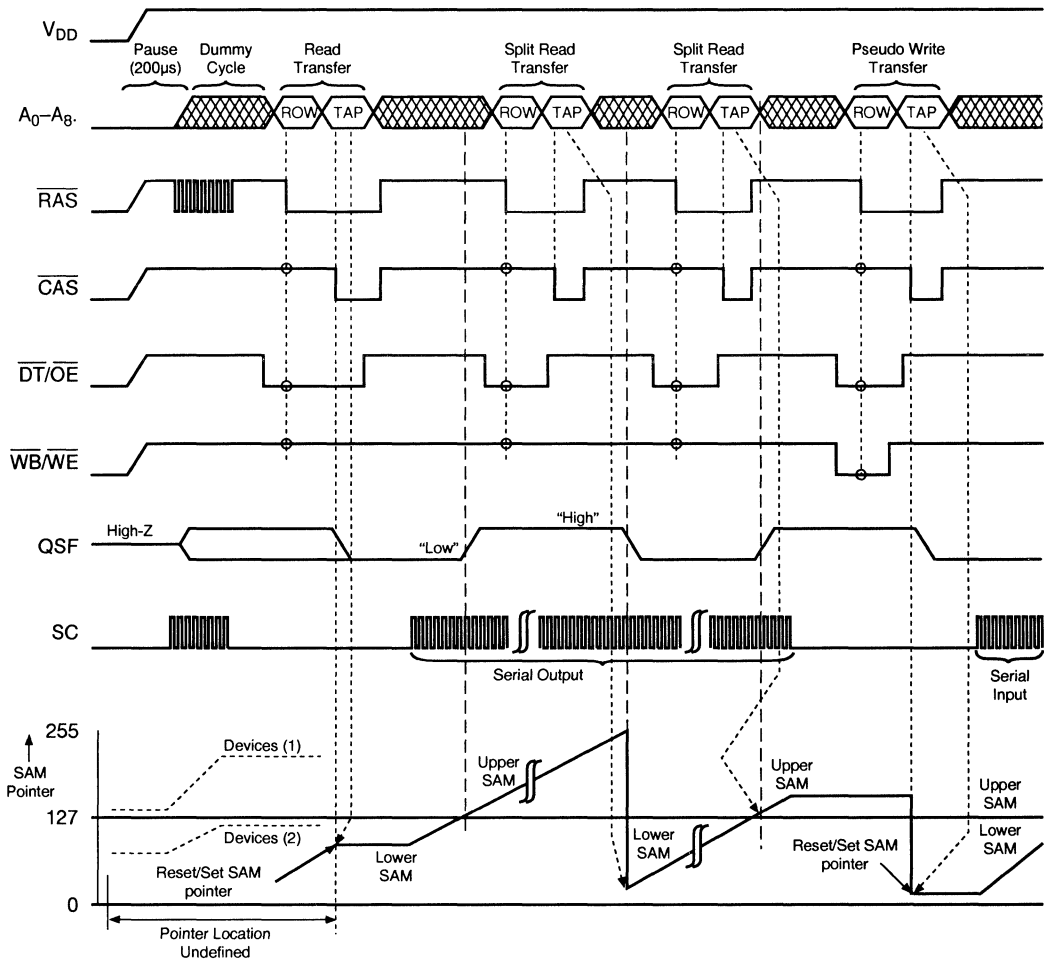 VDD
Pause
(200μs)
Dummy
Cycle
Read
Transfer
Split Read
Transfer
Split Read
Transfer
Pseudo Write
Transfer
A0–A8.
ROW
TAP
ROW
TAP
ROW
TAP
ROW
TAP
RAS
CAS
DT/OE
WB/WE
High-Z
QSF
"Low"
"High"
SC
Serial Output
Serial
Input
255
SAM
Pointer
127
0
Devices (1)
Devices (2)
Reset/Set SAM
pointer
Lower
SAM
Upper
SAM
Lower
SAM
Upper
SAM
Reset/Set SAM
pointer
Upper
SAM
Lower
SAM
Pointer Location
Undefined